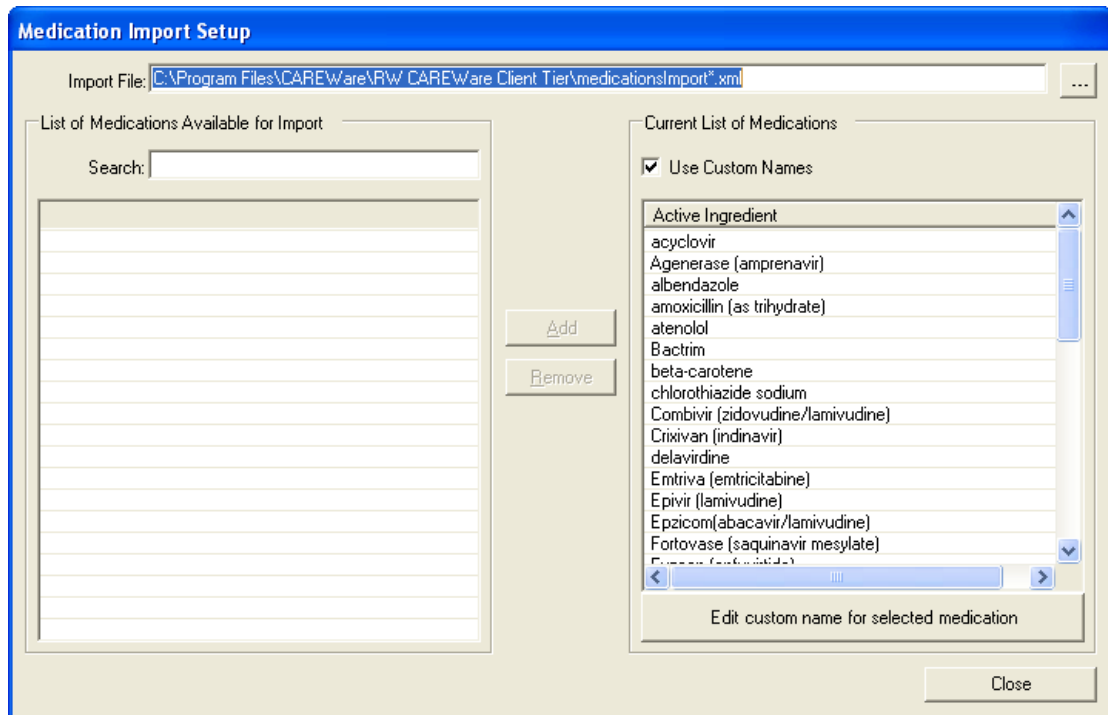 Medication Import Setup
Import File: C:\Program Files\CAREWare\RW CAREWare Client Tier\medicationsImport*.xml ...
List of Medications Available for Import
Search:
Add
Remove
Current List of Medications
Use Custom Names
Active Ingredient
acyclovir
Agenerase (amprenavir)
albendazole
amoxicillin (as trihydrate)
atenolol
Bactrim
beta-carotene
chlorothiazide sodium
Combivir (zidovudine/lamivudine)
Crixivan (indinavir)
delavirdine
Emtriva (emtricitabine)
Epivir (lamivudine)
Epzicom(abacavir/lamivudine)
Fortovase (saquinavir mesylate)
Edit custom name for selected medication
Close